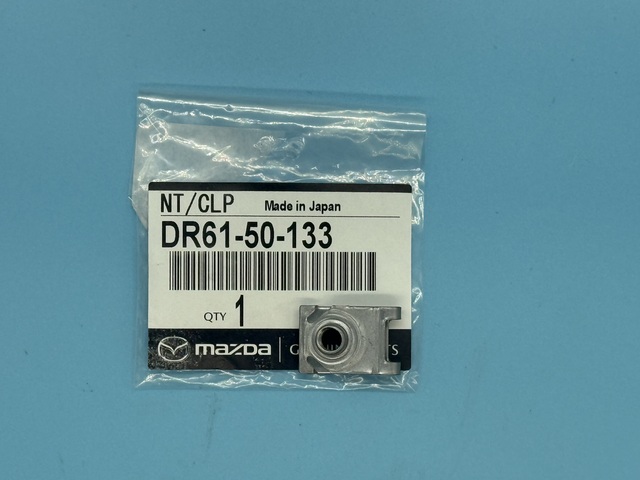 NT/CLP Made in Japan
DR61-50-133
QTY 1
mazda G